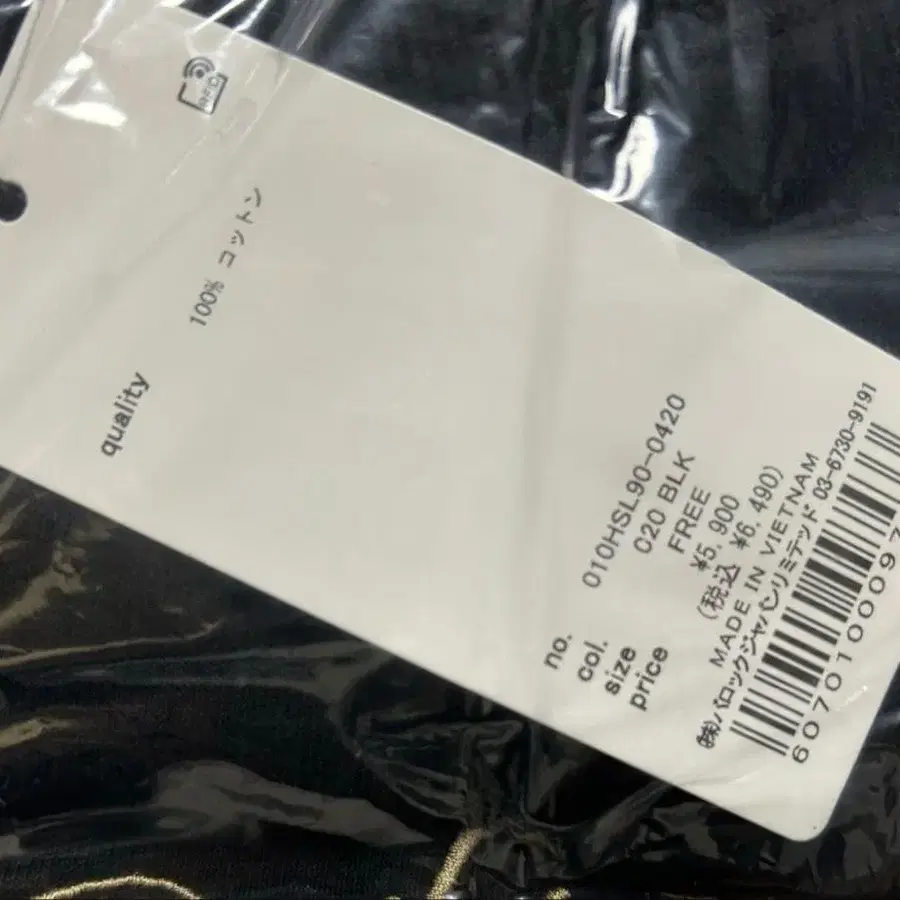 RFID
quality
100% コットン
no. 010HSL90-0420
col. 020 BLK
size FREE
price ¥5,900
(税込 ¥6,490)
MADE IN VIETNAM
㈱バロックジャパンリミテッド 03-6730-9191
6070100097